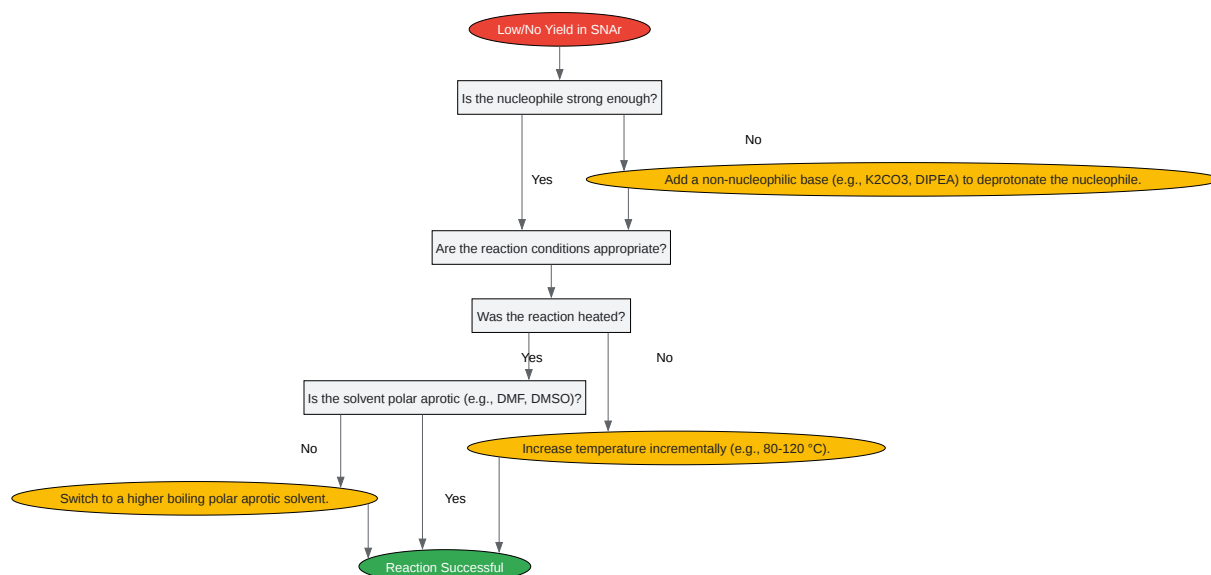 Low/No Yield in SNAr
Is the nucleophile strong enough?
No
Yes
Add a non-nucleophilic base (e.g., K2CO3, DIPEA) to deprotonate the nucleophile.
Are the reaction conditions appropriate?
Was the reaction heated?
Yes
No
Is the solvent polar aprotic (e.g., DMF, DMSO)?
No
Increase temperature incrementally (e.g., 80-120 °C).
Switch to a higher boiling polar aprotic solvent.
Yes
Reaction Successful